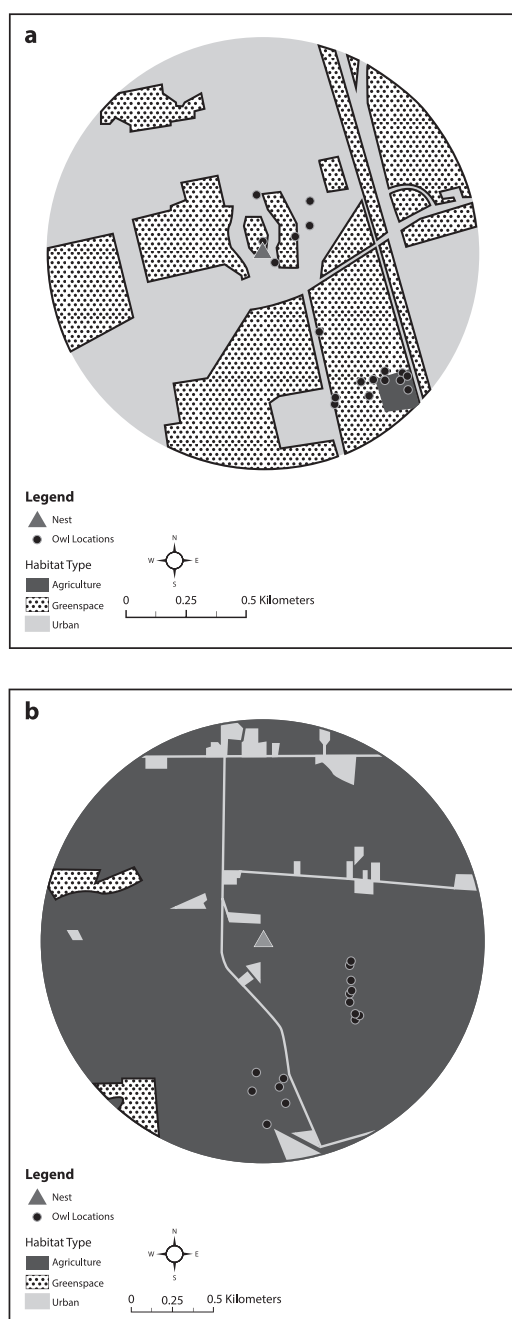 a
Legend
Nest
Owl Locations
Habitat Type
Agriculture
Greenspace
Urban
N
W E
S
0 0.25 0.5 Kilometers
b
Legend
Nest
Owl Locations
Habitat Type
Agriculture
Greenspace
Urban
N
W E
S
0 0.25 0.5 Kilometers